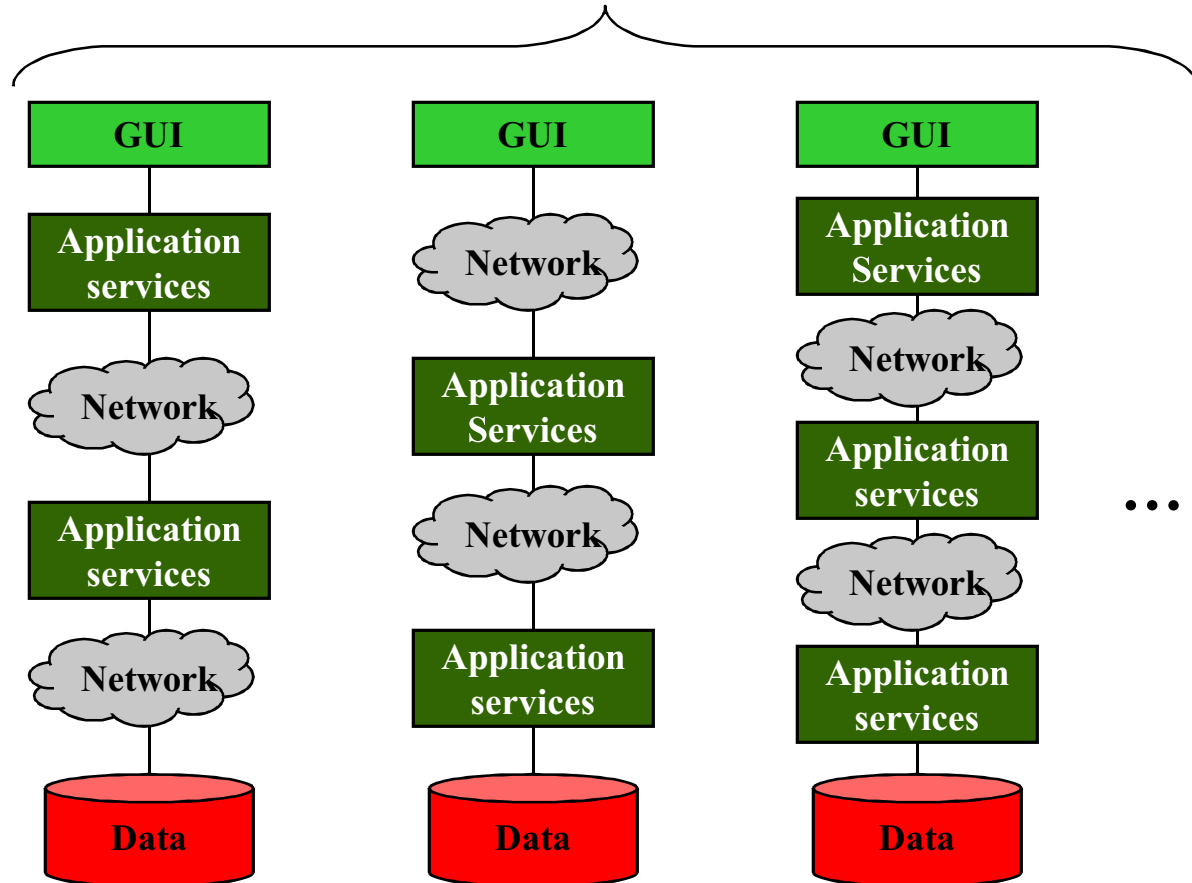 GUI
Application
services
Network
Application
services
Network
Data
GUI
Network
Application
Services
Network
Application
services
Data
GUI
Application
Services
Network
Application
services
Network
Application
services
Data
...